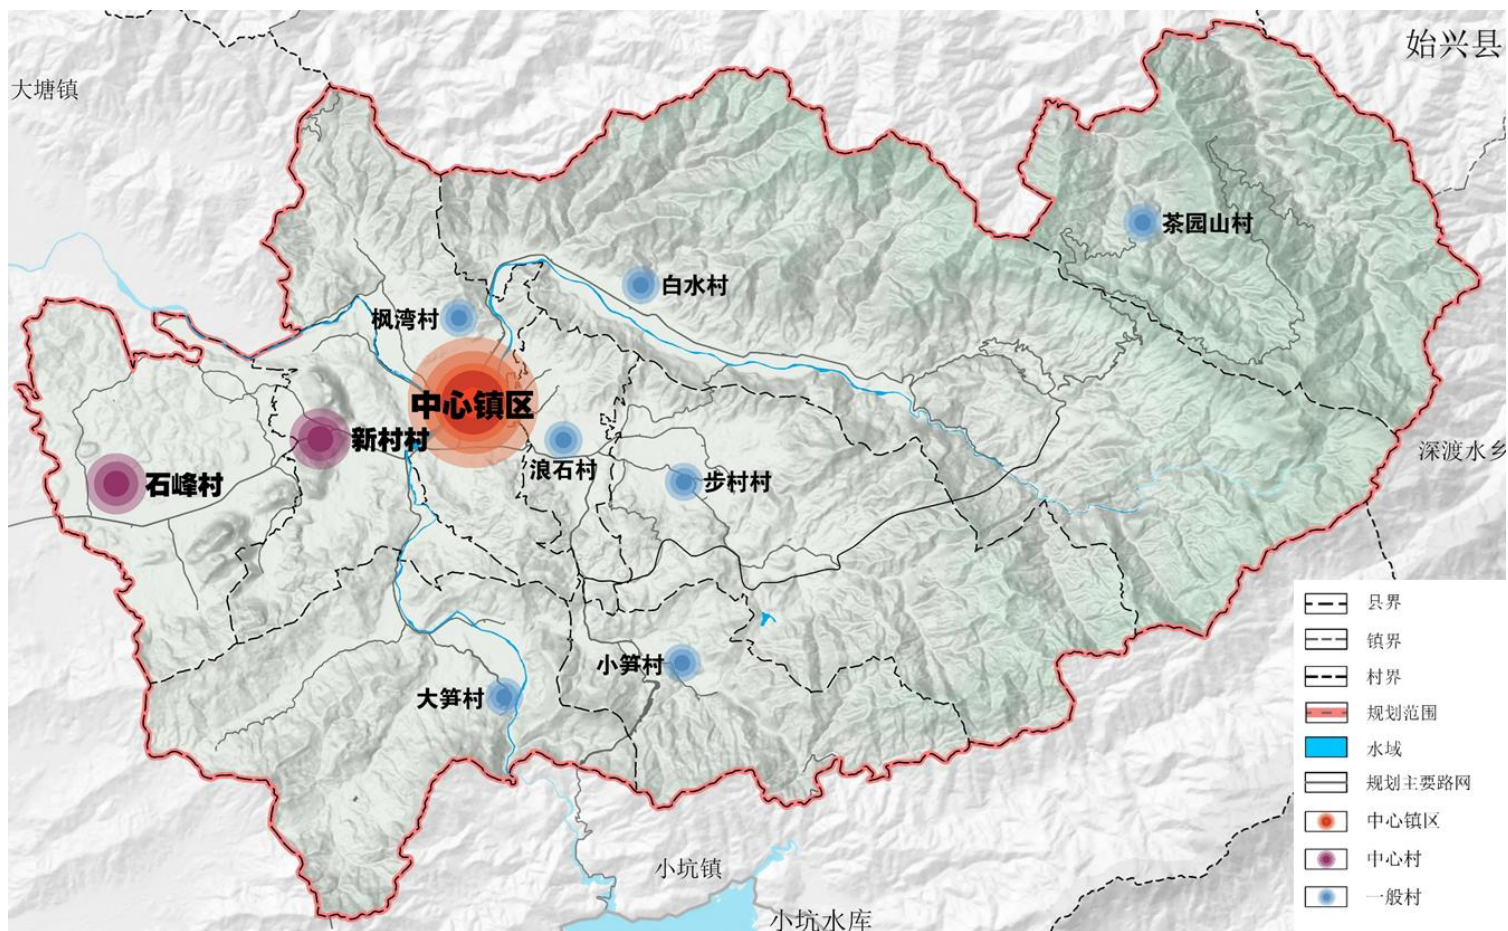 始兴县
大塘镇
茶园山村
白水村
枫湾村
中心镇区
新村村
浪石村
石峰村
步村村
深渡水乡
小笋村
大笋村
小坑镇
小坑水库
县界
镇界
村界
规划范围
水域
规划主要路网
中心镇区
中心村
一般村